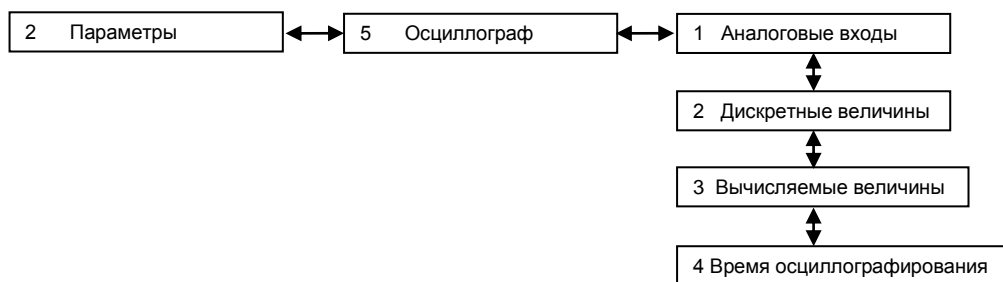 2 Параметры
5 Осциллограф
1 Аналоговые входы
2 Дискретные величины
3 Вычисляемые величины
4 Время осциллографирования